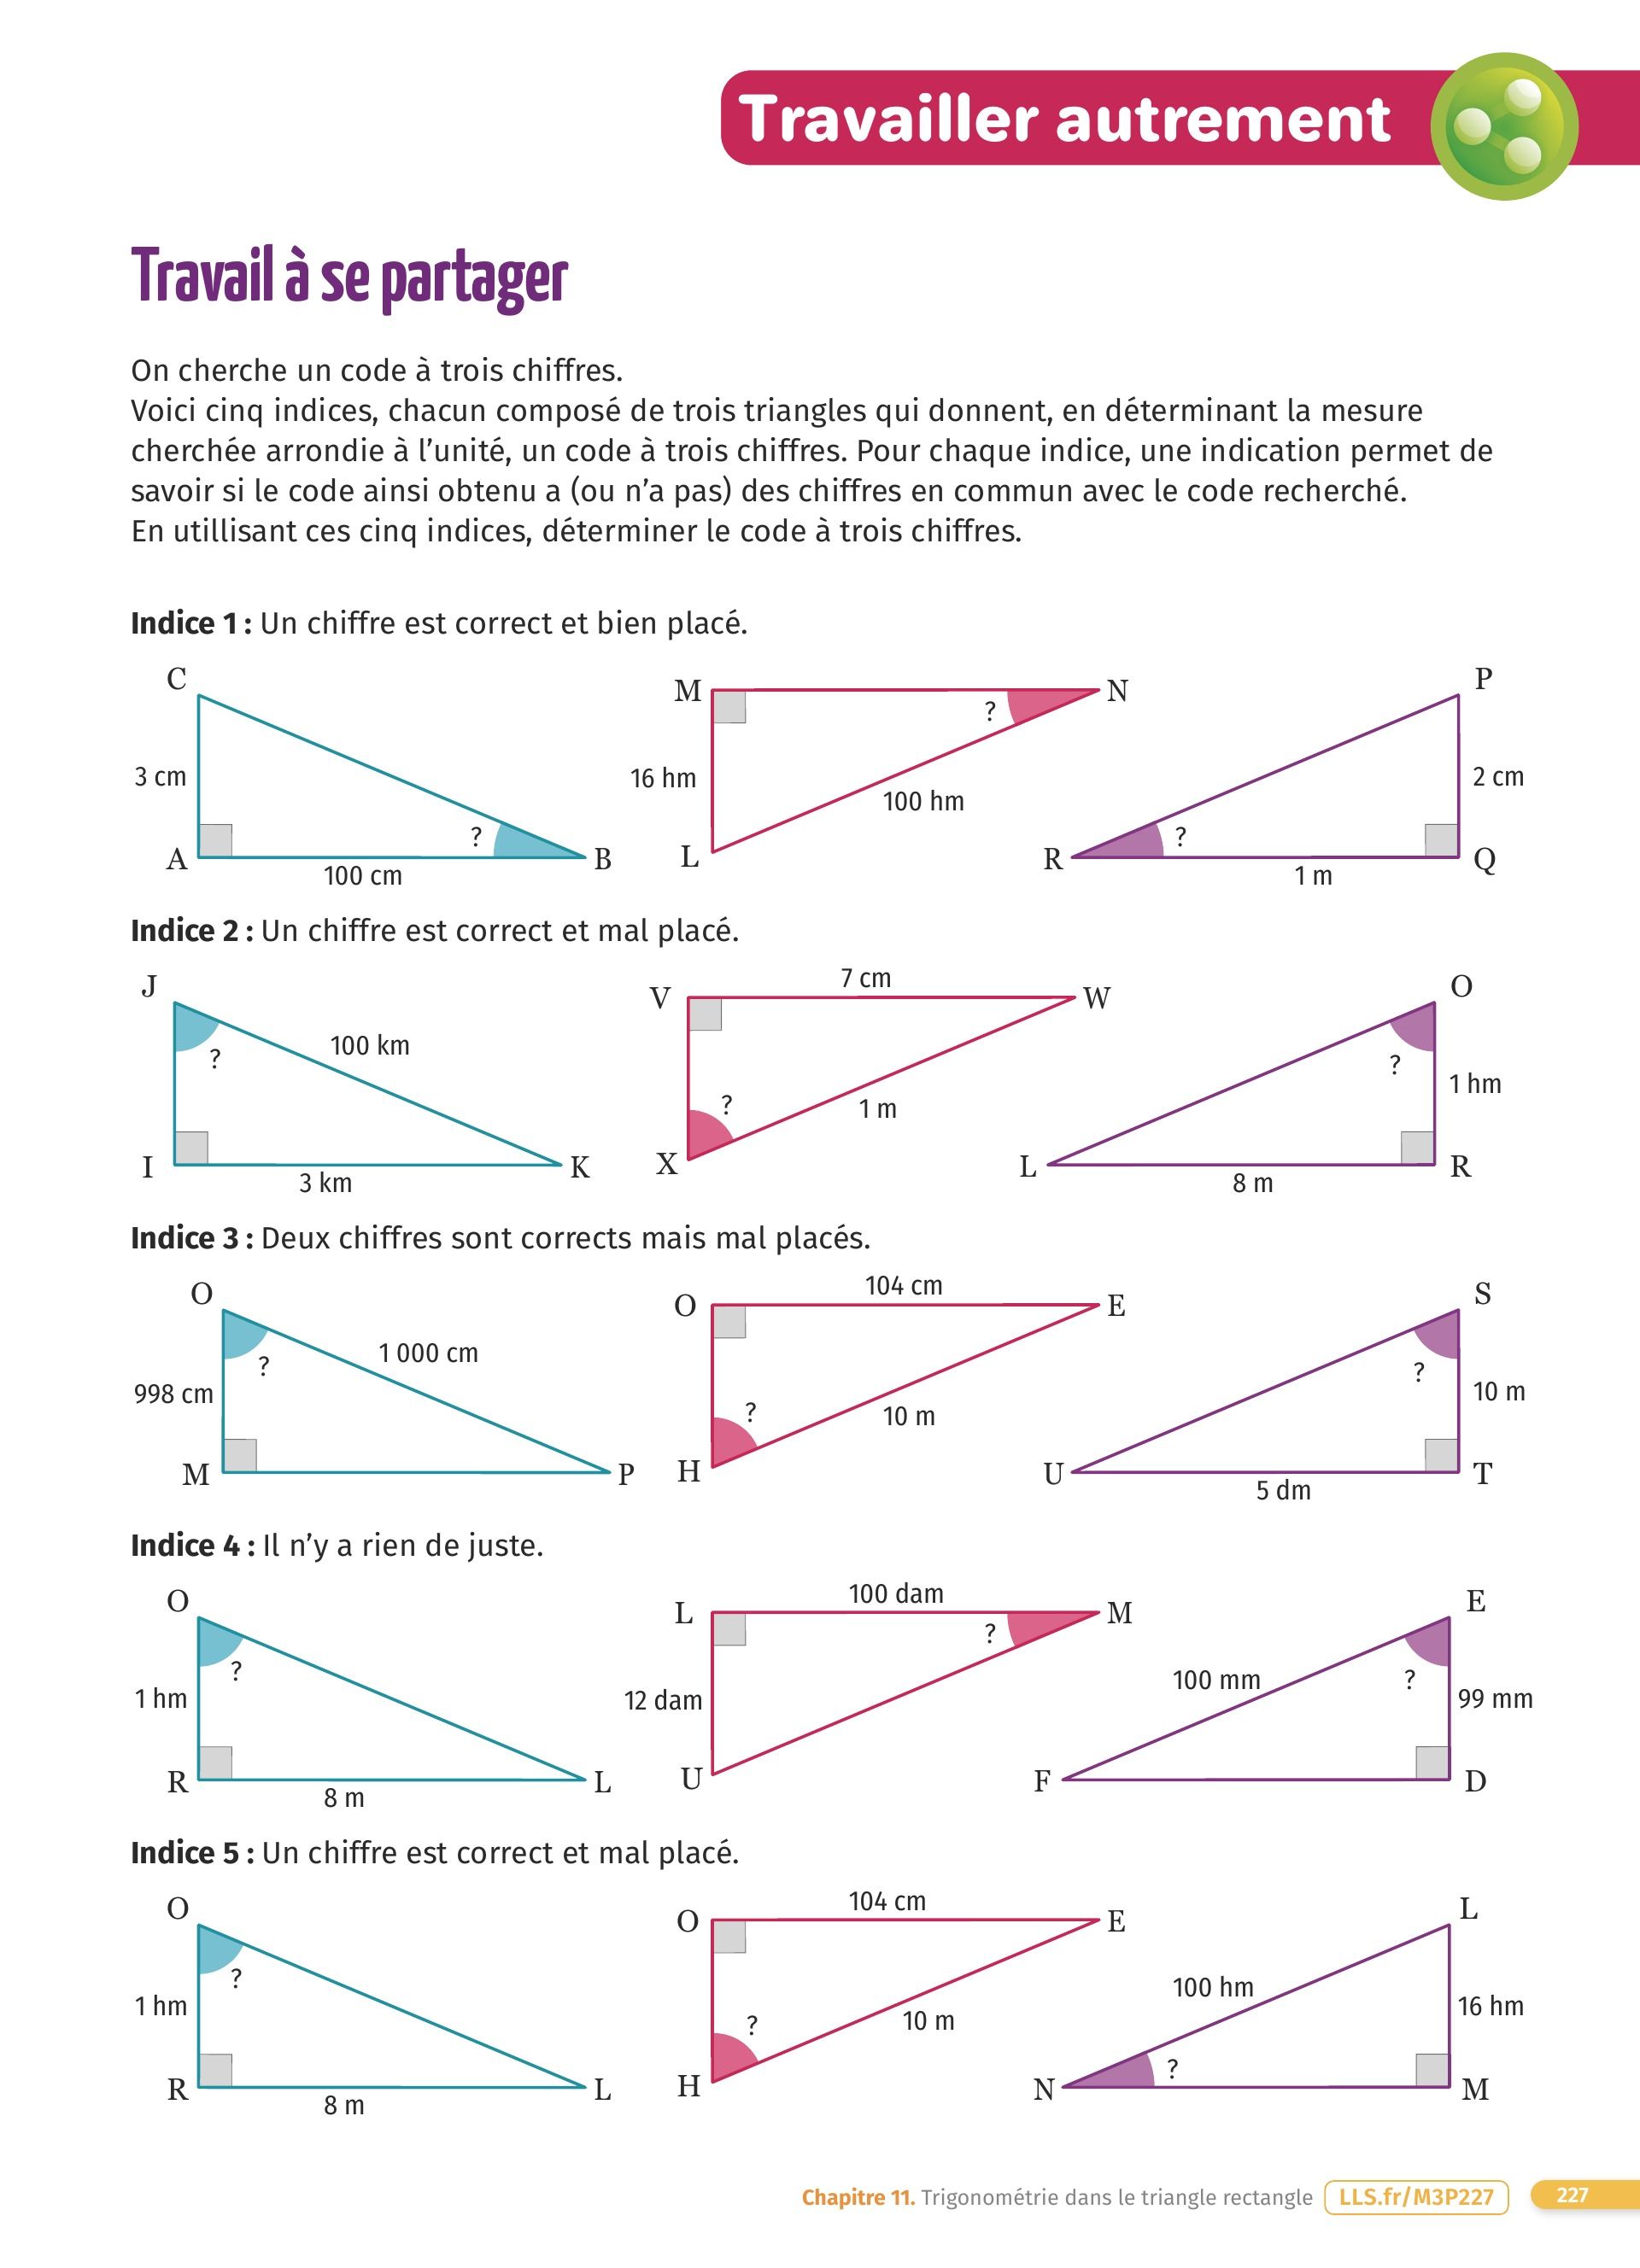 Travailler autrement
Travail à se partager
On cherche un code à trois chiffres.
Voici cinq indices, chacun composé de trois triangles qui donnent, en déterminant la mesure
cherchée arrondie à l'unité, un code à trois chiffres. Pour chaque indice, une indication permet de
savoir si le code ainsi obtenu a (ou n'a pas) des chiffres en commun avec le code recherché.
En utillisant ces cinq indices, déterminer le code à trois chiffres.
Indice 1 : Un chiffre est correct et bien placé.
C
3 cm
A
?
B
100 cm
M
N
?
16 hm
100 hm
L
P
2 cm
R
?
Q
1 m
Indice 2 : Un chiffre est correct et mal placé.
J
?
100 km
I
K
3 km
7 cm
V
W
?
1 m
X
O
?
1 hm
L
R
8 m
Indice 3 : Deux chiffres sont corrects mais mal placés.
O
?
1 000 cm
998 cm
M
P
104 cm
O
E
?
10 m
H
S
?
10 m
U
T
5 dm
Indice 4 : Il n'y a rien de juste.
O
?
1 hm
R
L
8 m
100 dam
L
M
?
12 dam
U
E
100 mm
?
99 mm
F
D
Indice 5 : Un chiffre est correct et mal placé.
O
?
1 hm
R
L
8 m
104 cm
O
E
?
10 m
H
L
100 hm
16 hm
N
?
M
Chapitre 11. Trigonométrie dans le triangle rectangle LLS.fr/M3P227 227